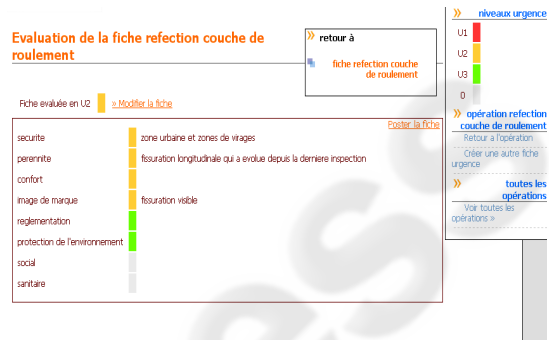 Evaluation de la fiche refection couche de
roulement
» retour à
fiche refection couche
de roulement
Fiche evaluée en U2 » Modifier la fiche
Poster la fiche
securite zone urbaine et zones de virages
perennite fissuration longitudinale qui a evolue depuis la derniere inspection
confort
image de marque fissuration visible
reglementation
protection de l'environnement
social
sanitaire
» niveaux urgence
U1
U2
U3
0
» opération refection
couche de roulement
Retour a l'opération
Créer une autre fiche
urgence
» toutes les
opérations
Voir toutes les
opérations »